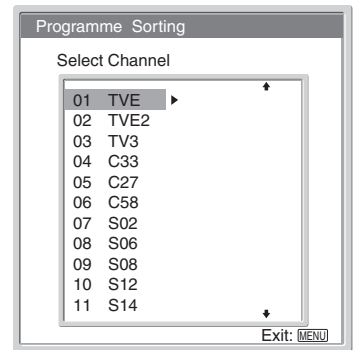 Programme Sorting
Select Channel
01 TVE
02 TVE2
03 TV3
04 C33
05 C27
06 C58
07 S02
08 S06
09 S08
10 S12
11 S14
Exit: MENU